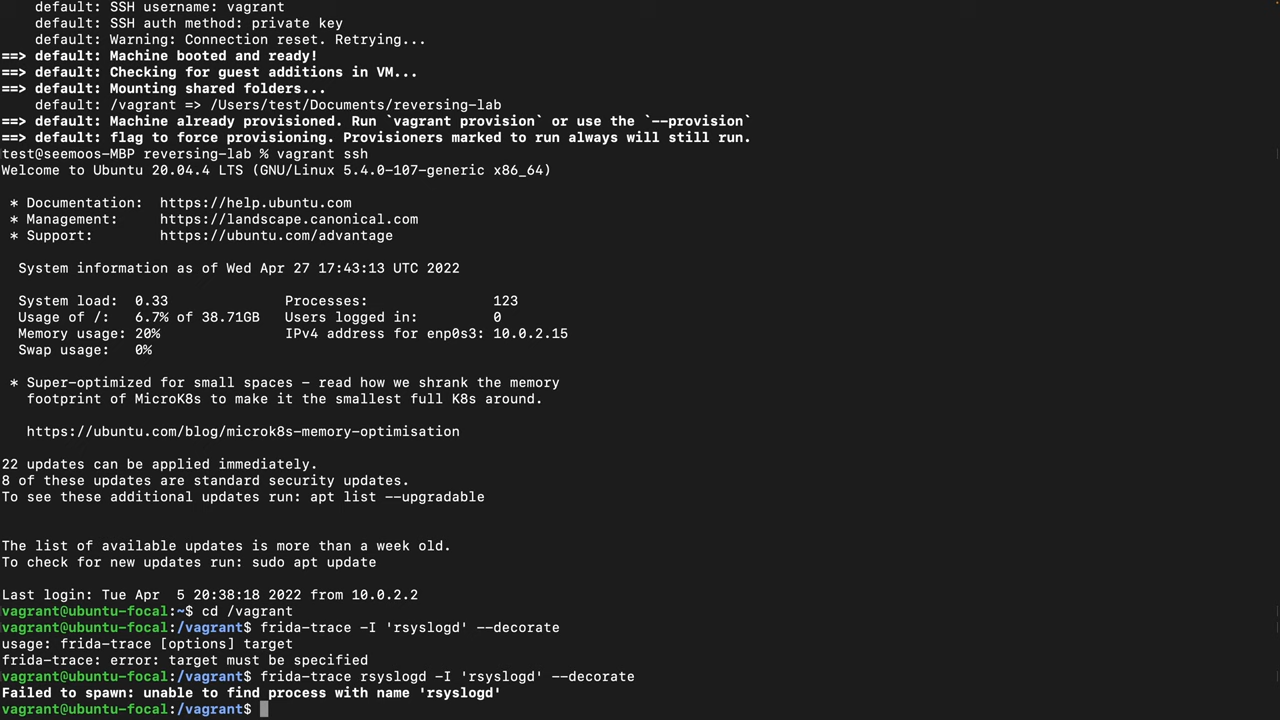 default: SSH username: vagrant
    default: SSH auth method: private key
    default: Warning: Connection reset. Retrying...
==> default: Machine booted and ready!
==> default: Checking for guest additions in VM...
==> default: Mounting shared folders...
    default: /vagrant => /Users/test/Documents/reversing-lab
==> default: Machine already provisioned. Run `vagrant provision` or use the `--provision`
==> default: flag to force provisioning. Provisioners marked to run always will still run.
test@seemoos-MBP reversing-lab % vagrant ssh
Welcome to Ubuntu 20.04.4 LTS (GNU/Linux 5.4.0-107-generic x86_64)
 * Documentation:  https://help.ubuntu.com
 * Management:     https://landscape.canonical.com
 * Support:        https://ubuntu.com/advantage
  System information as of Wed Apr 27 17:43:13 UTC 2022
  System load:  0.33              Processes:               123
  Usage of /:   6.7% of 38.71GB   Users logged in:         0
  Memory usage: 20%               IPv4 address for enp0s3: 10.0.2.15
  Swap usage:   0%
 * Super-optimized for small spaces - read how we shrank the memory
   footprint of MicroK8s to make it the smallest full K8s around.
   https://ubuntu.com/blog/microk8s-memory-optimisation
22 updates can be applied immediately.
8 of these updates are standard security updates.
To see these additional updates run: apt list --upgradable
The list of available updates is more than a week old.
To check for new updates run: sudo apt update
Last login: Tue Apr  5 20:38:18 2022 from 10.0.2.2
vagrant@ubuntu-focal:~$ cd /vagrant
vagrant@ubuntu-focal:/vagrant$ frida-trace -I 'rsyslogd' --decorate
usage: frida-trace [options] target
frida-trace: error: target must be specified
vagrant@ubuntu-focal:/vagrant$ frida-trace rsyslogd -I 'rsyslogd' --decorate
Failed to spawn: unable to find process with name 'rsyslogd'
vagrant@ubuntu-focal:/vagrant$